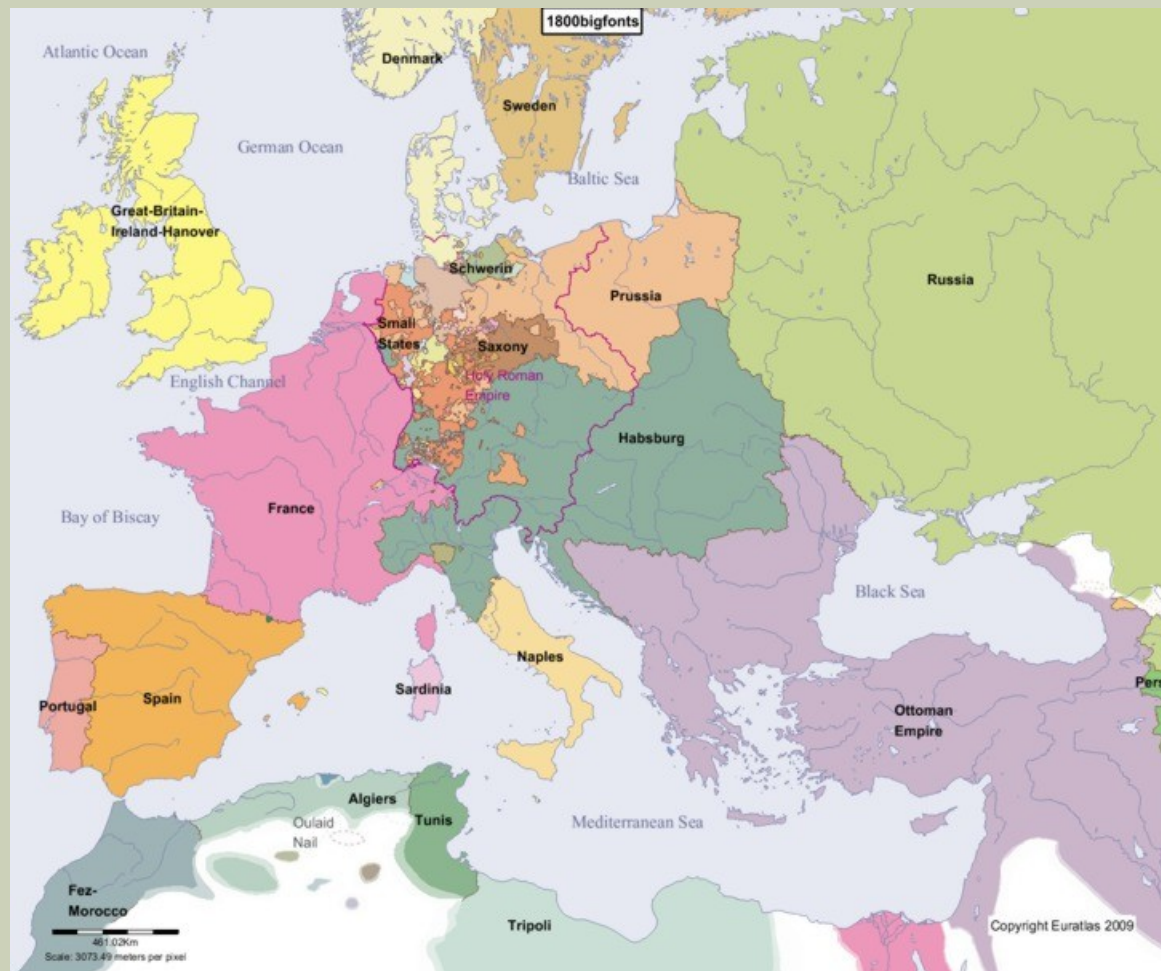 1800bigfonts
Atlantic Ocean
Denmark
Sweden
German Ocean
Baltic Sea
Great-Britain-
Ireland-Hanover
Schwerin
Russia
Prussia
Small
States
Saxony
English Channel
Holy Roman
Empire
Habsburg
France
Bay of Biscay
Black Sea
Naples
Sardinia
Pers
Portugal
Spain
Ottoman
Empire
Algiers
Tunis
Oulaid
Nail
Mediterranean Sea
Fez-
Morocco
Tripoli
Copyright Euratlas 2009
461.02Km
Scale: 3073.49 meters per pixel